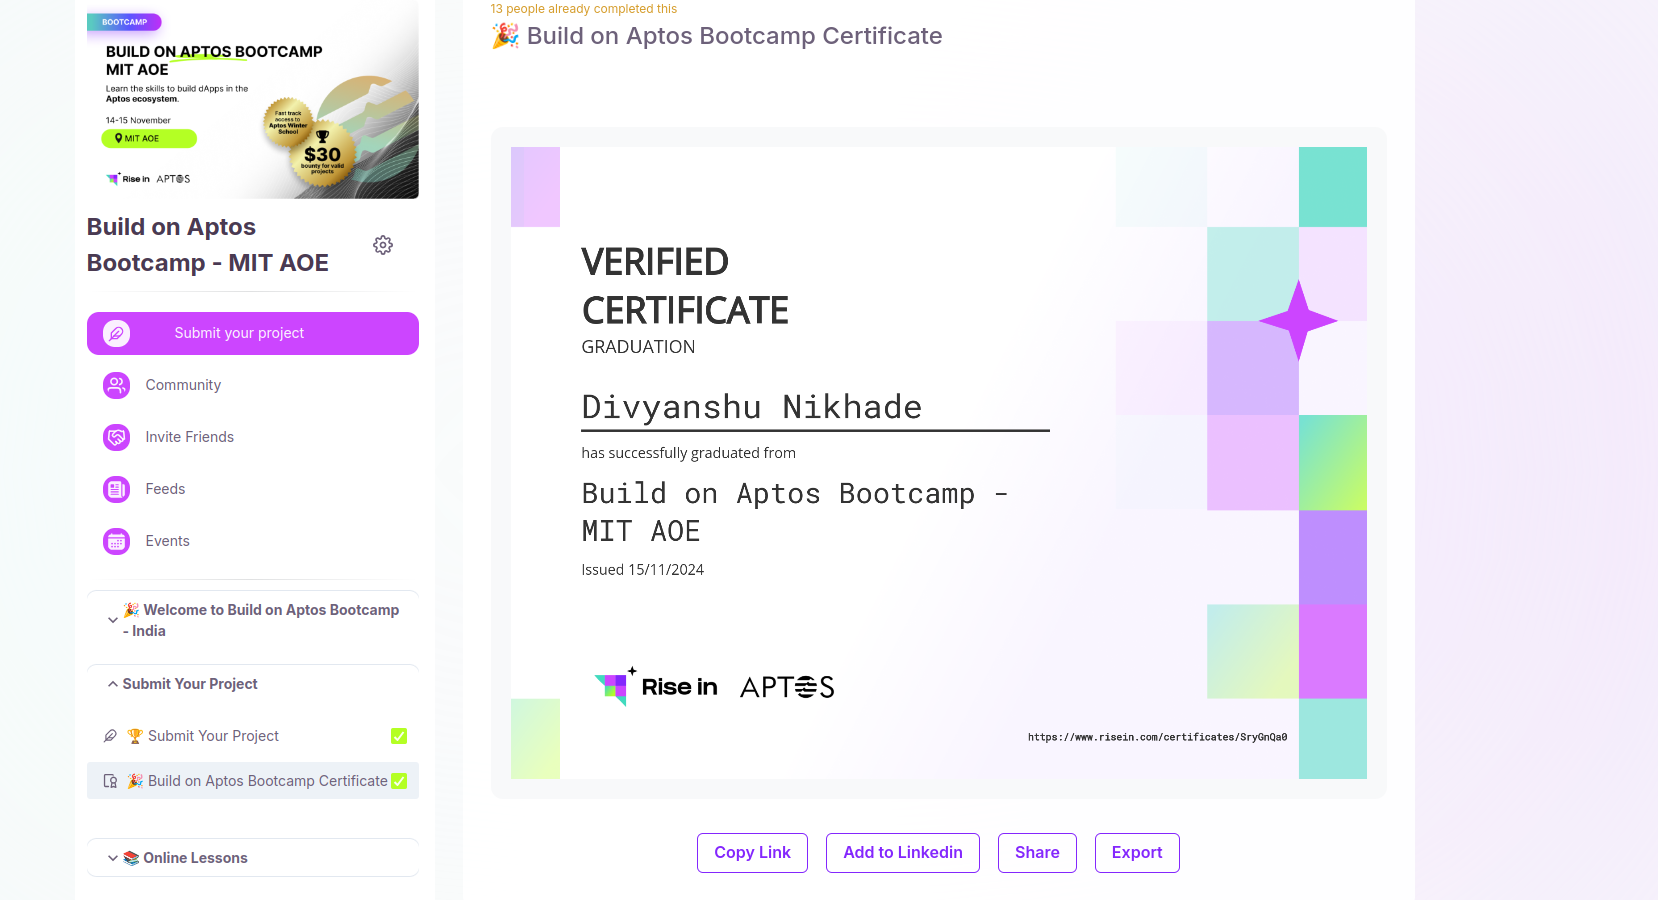 BOOTCAMP
BUILD ON APTOS BOOTCAMP
MIT AOE
Learn the skills to build dApps in the
Aptos ecosystem.
14-15 November
MIT AOE
Fast track
access to
Aptos Winter
School
$30
bounty for valid
projects
Rise in APTOS
Build on Aptos
Bootcamp - MIT AOE
Submit your project
Community
Invite Friends
Feeds
Events
🎉 Welcome to Build on Aptos Bootcamp
- India
Submit Your Project
🏆 Submit Your Project
🎉 Build on Aptos Bootcamp Certificate
📚 Online Lessons
13 people already completed this
🎉 Build on Aptos Bootcamp Certificate
VERIFIED
CERTIFICATE
GRADUATION
Divyanshu Nikhade
has successfully graduated from
Build on Aptos Bootcamp -
MIT AOE
Issued 15/11/2024
Rise in APTOS
https://www.risein.com/certificates/SryGnQa0
Copy Link Add to Linkedin Share Export